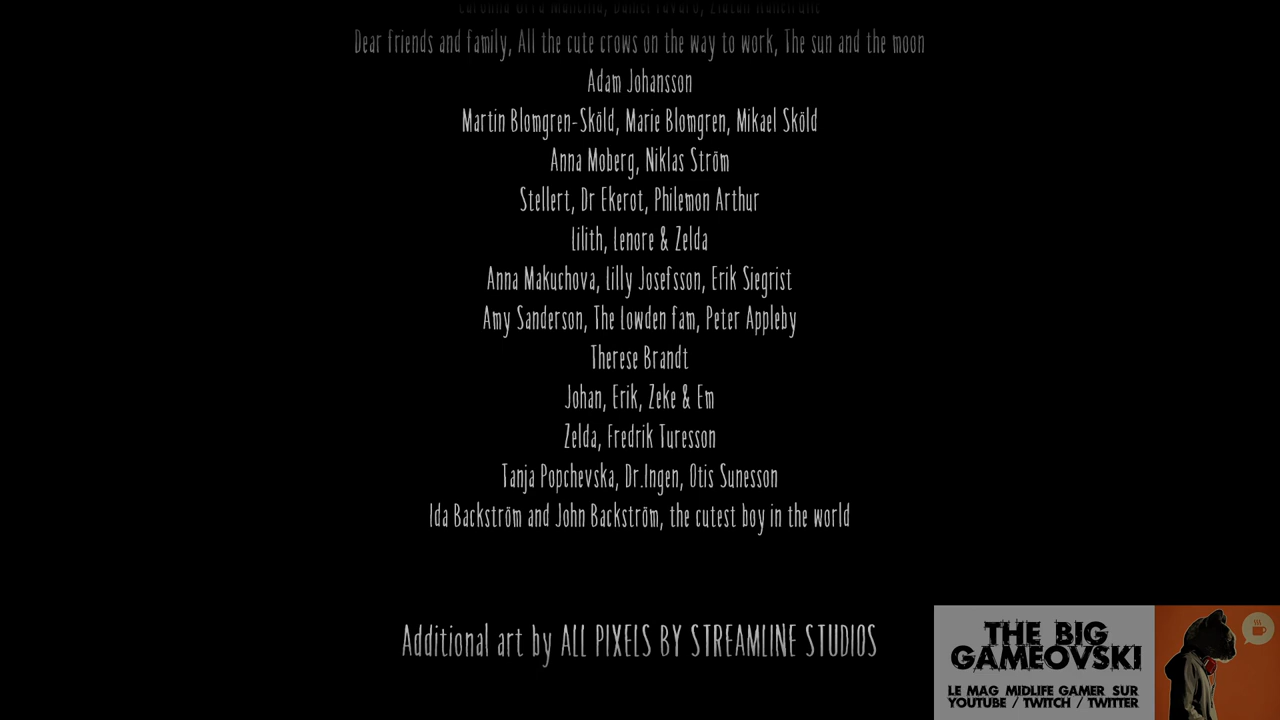 Dear friends and family, All the cute crows on the way to work, The sun and the moon
Adam Johansson
Martin Blomgren-Sköld, Marie Blomgren, Mikael Sköld
Anna Moberg, Niklas Ström
Stellert, Dr Ekerot, Philemon Arthur
Lilith, Lenore & Zelda
Anna Makuchova, Lilly Josefsson, Erik Siegrist
Amy Sanderson, The Lowden fam, Peter Appleby
Therese Brandt
Johan, Erik, Zeke & Em
Zelda, Fredrik Turesson
Tanja Popchevska, Dr.Ingen, Otis Sunesson
Ida Backström and John Backström, the cutest boy in the world
Additional art by ALL PIXELS BY STREAMLINE STUDIOS
THE BIG
GAMEOVSKI
LE MAG MIDLIFE GAMER SUR
YOUTUBE / TWITCH / TWITTER